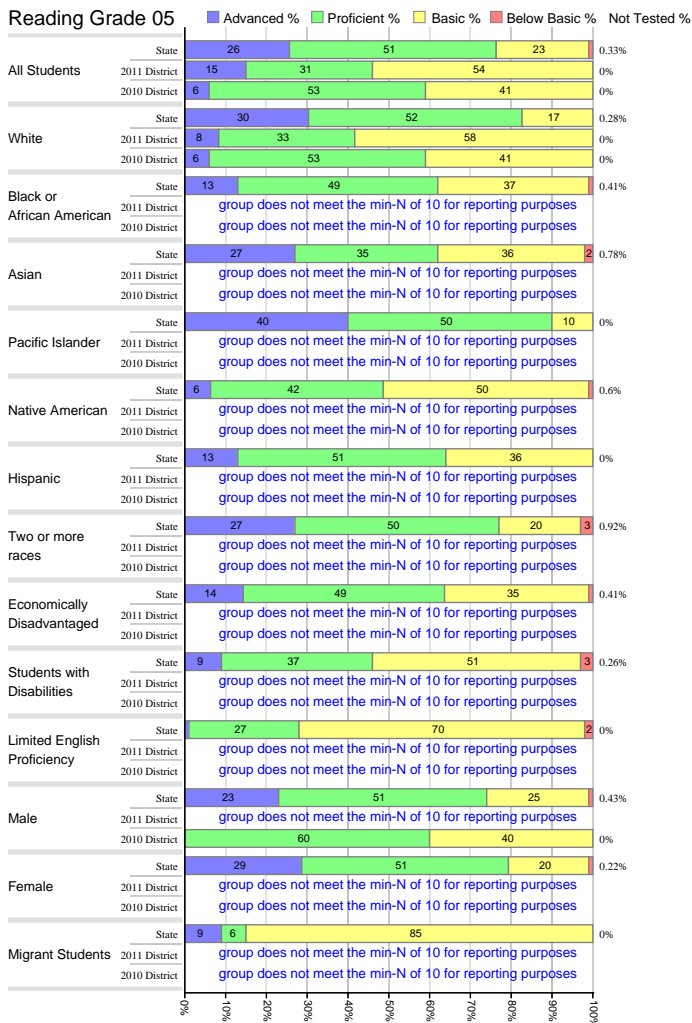 Reading Grade 05 Advanced % Proficient % Basic % Below Basic % Not Tested %
State 26 51 23 0.33%
All Students 2011 District 15 31 54 0%
2010 District 6 53 41 0%
State 30 52 17 0.28%
White 2011 District 8 33 58 0%
2010 District 6 53 41 0%
State 13 49 37 0.41%
Black or
African American 2011 District group does not meet the min-N of 10 for reporting purposes
2010 District group does not meet the min-N of 10 for reporting purposes
State 27 35 36 2 0.78%
Asian 2011 District group does not meet the min-N of 10 for reporting purposes
2010 District group does not meet the min-N of 10 for reporting purposes
State 40 50 10 0%
Pacific Islander 2011 District group does not meet the min-N of 10 for reporting purposes
2010 District group does not meet the min-N of 10 for reporting purposes
State 6 42 50 0.6%
Native American 2011 District group does not meet the min-N of 10 for reporting purposes
2010 District group does not meet the min-N of 10 for reporting purposes
State 13 51 36 0%
Hispanic 2011 District group does not meet the min-N of 10 for reporting purposes
2010 District group does not meet the min-N of 10 for reporting purposes
State 27 50 20 3 0.92%
Two or more
races 2011 District group does not meet the min-N of 10 for reporting purposes
2010 District group does not meet the min-N of 10 for reporting purposes
State 14 49 35 0.41%
Economically
Disadvantaged 2011 District group does not meet the min-N of 10 for reporting purposes
2010 District group does not meet the min-N of 10 for reporting purposes
State 9 37 51 3 0.26%
Students with
Disabilities 2011 District group does not meet the min-N of 10 for reporting purposes
2010 District group does not meet the min-N of 10 for reporting purposes
State 27 70 2 0%
Limited English
Proficiency 2011 District group does not meet the min-N of 10 for reporting purposes
2010 District group does not meet the min-N of 10 for reporting purposes
State 23 51 25 0.43%
Male 2011 District group does not meet the min-N of 10 for reporting purposes
2010 District 60 40 0%
State 29 51 20 0.22%
Female 2011 District group does not meet the min-N of 10 for reporting purposes
2010 District group does not meet the min-N of 10 for reporting purposes
State 9 6 85 0%
Migrant Students 2011 District group does not meet the min-N of 10 for reporting purposes
2010 District group does not meet the min-N of 10 for reporting purposes
0% 10% 20% 30% 40% 50% 60% 70% 80% 90% 100%